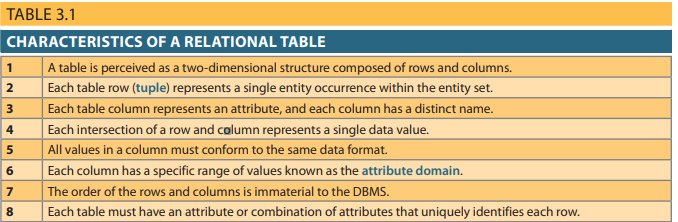 TABLE 3.1
CHARACTERISTICS OF A RELATIONAL TABLE
1 A table is perceived as a two-dimensional structure composed of rows and columns.
2 Each table row (tuple) represents a single entity occurrence within the entity set.
3 Each table column represents an attribute, and each column has a distinct name.
4 Each intersection of a row and column represents a single data value.
5 All values in a column must conform to the same data format.
6 Each column has a specific range of values known as the attribute domain.
7 The order of the rows and columns is immaterial to the DBMS.
8 Each table must have an attribute or combination of attributes that uniquely identifies each row.